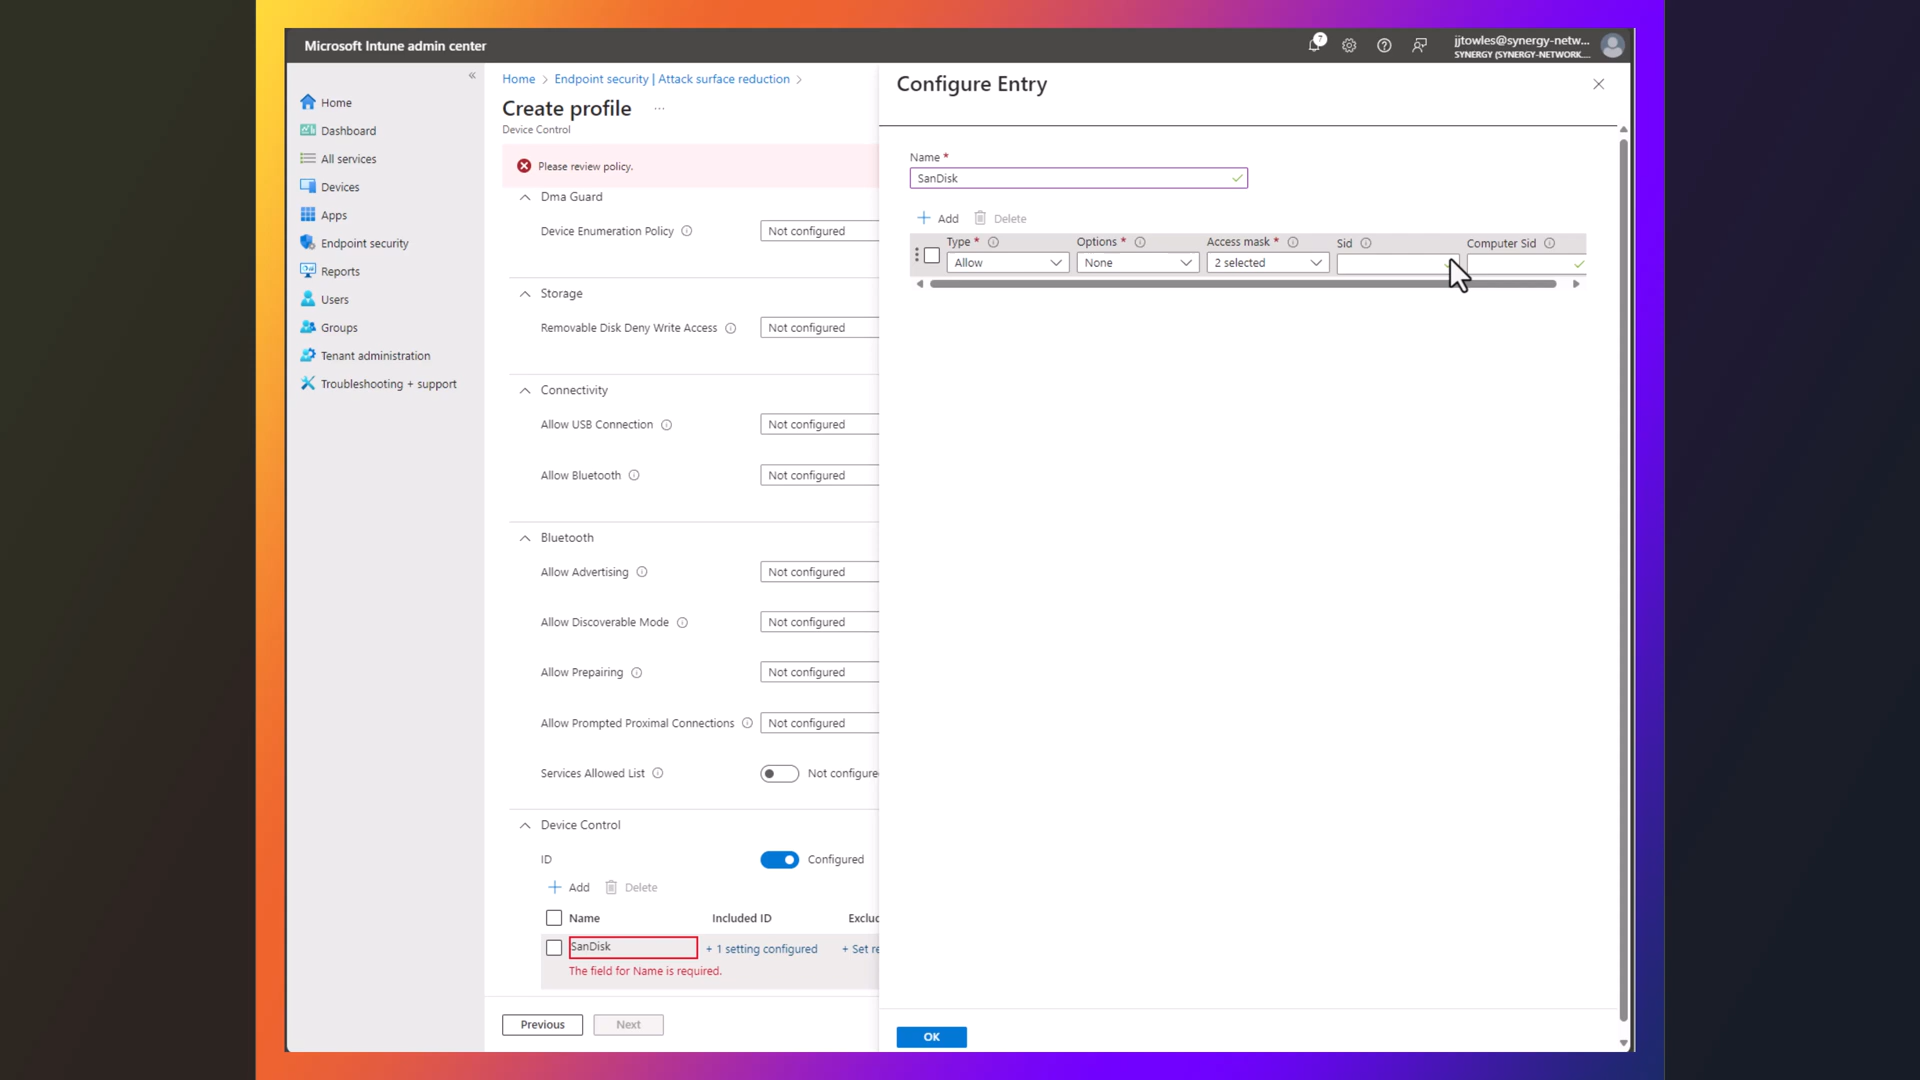 Microsoft Intune admin center
7
jjtowles@synergy-netw...
SYNERGY (SYNERGY-NETWORK....
Home
Dashboard
All services
Devices
Apps
Endpoint security
Reports
Users
Groups
Tenant administration
Troubleshooting + support
Home > Endpoint security | Attack surface reduction >
Create profile ...
Device Control
Please review policy.
Dma Guard
Device Enumeration Policy
Not configured
Storage
Removable Disk Deny Write Access
Not configured
Connectivity
Allow USB Connection
Not configured
Allow Bluetooth
Not configured
Bluetooth
Allow Advertising
Not configured
Allow Discoverable Mode
Not configured
Allow Prepairing
Not configured
Allow Prompted Proximal Connections
Not configured
Services Allowed List
Not configure
Device Control
ID
Configured
+ Add Delete
Name Included ID Exclu
SanDisk + 1 setting configured + Set re
The field for Name is required.
Previous Next
Configure Entry
Name *
SanDisk
+ Add Delete
Type * Options * Access mask * Sid Computer Sid
Allow None 2 selected
OK